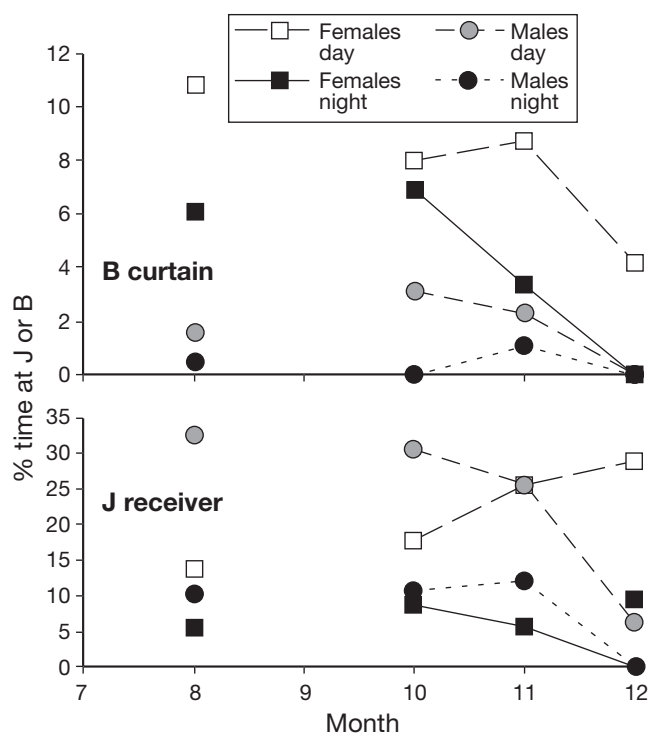 Females day
Males day
Females night
Males night
12
10
8
6
4
2
0
B curtain
% time at J or B
35
30
25
20
15
10
5
0
J receiver
7
8
9
10
11
12
Month